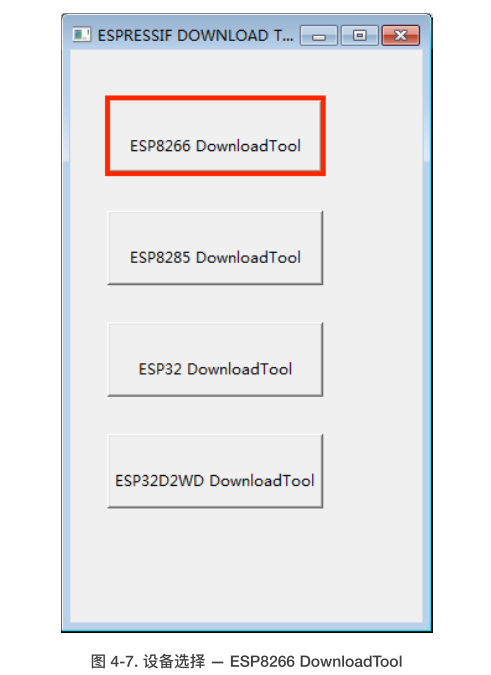 ESPRESSIF DOWNLOAD T...
ESP8266 DownloadTool
ESP8285 DownloadTool
ESP32 DownloadTool
ESP32D2WD DownloadTool
图 4-7. 设备选择 — ESP8266 DownloadTool